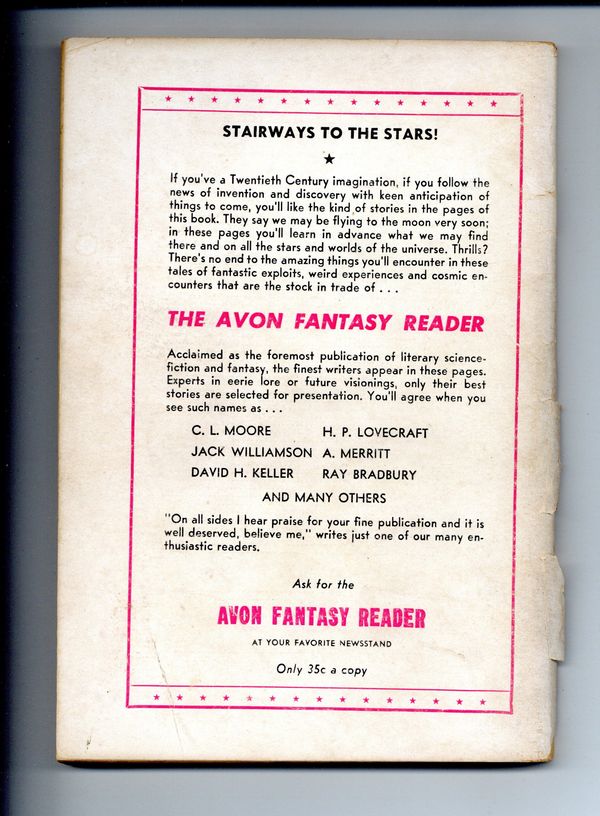 STAIRWAYS TO THE STARS!
If you've a Twentieth Century imagination, if you follow the
news of invention and discovery with keen anticipation of
things to come, you'll like the kind of stories in the pages of
this book. They say we may be flying to the moon very soon;
in these pages you'll learn in advance what we may find
there and on all the stars and worlds of the universe. Thrills?
There's no end to the amazing things you'll encounter in these
tales of fantastic exploits, weird experiences and cosmic en-
counters that are the stock in trade of . . .
THE AVON FANTASY READER
Acclaimed as the foremost publication of literary science-
fiction and fantasy, the finest writers appear in these pages.
Experts in eerie lore or future visionings, only their best
stories are selected for presentation. You'll agree when you
see such names as . . .
C. L. MOORE H. P. LOVECRAFT
JACK WILLIAMSON A. MERRITT
DAVID H. KELLER RAY BRADBURY
AND MANY OTHERS
"On all sides I hear praise for your fine publication and it is
well deserved, believe me," writes just one of our many en-
thusiastic readers.
Ask for the
AVON FANTASY READER
AT YOUR FAVORITE NEWSSTAND
Only 35c a copy